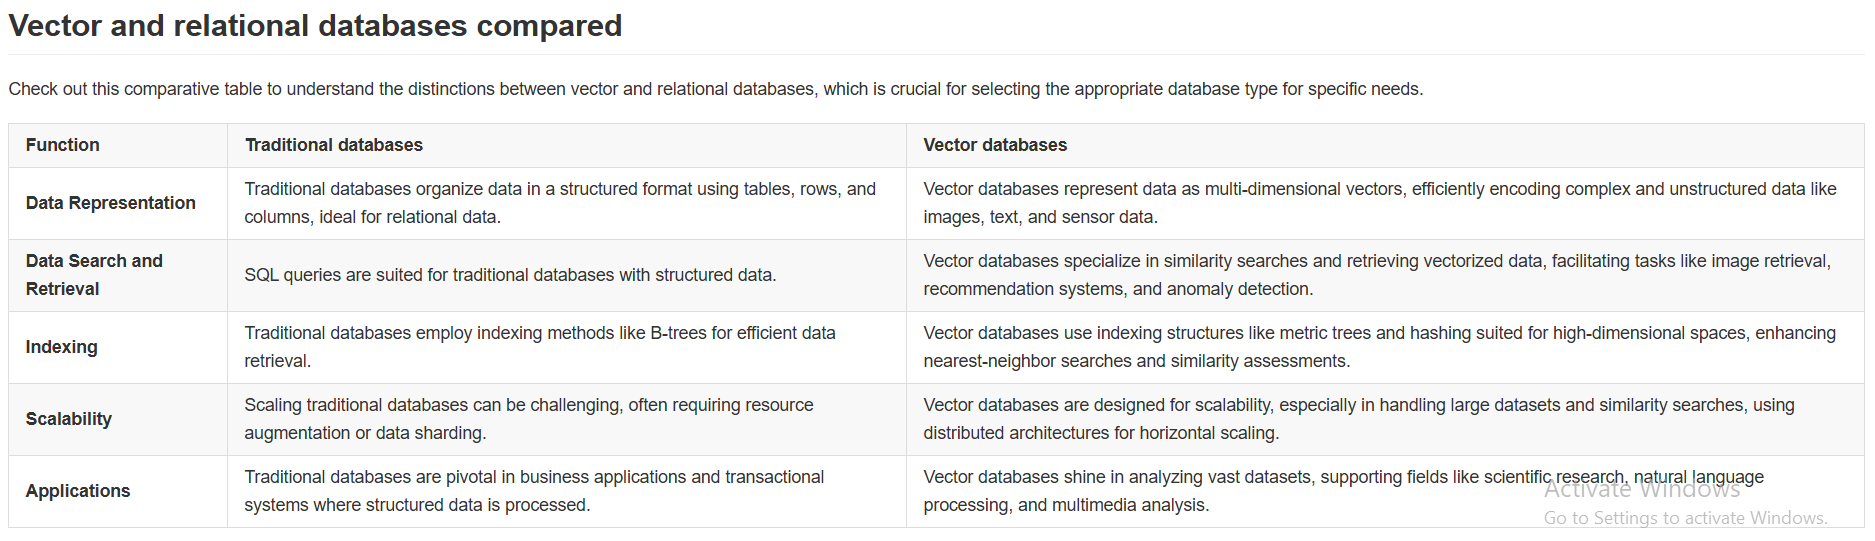 Vector and relational databases compared
Check out this comparative table to understand the distinctions between vector and relational databases, which is crucial for selecting the appropriate database type for specific needs.
Function
Traditional databases
Vector databases
Data Representation
Traditional databases organize data in a structured format using tables, rows, and
columns, ideal for relational data.
Vector databases represent data as multi-dimensional vectors, efficiently encoding complex and unstructured data like
images, text, and sensor data.
Data Search and
Retrieval
SQL queries are suited for traditional databases with structured data.
Vector databases specialize in similarity searches and retrieving vectorized data, facilitating tasks like image retrieval,
recommendation systems, and anomaly detection.
Indexing
Traditional databases employ indexing methods like B-trees for efficient data
retrieval.
Vector databases use indexing structures like metric trees and hashing suited for high-dimensional spaces, enhancing
nearest-neighbor searches and similarity assessments.
Scalability
Scaling traditional databases can be challenging, often requiring resource
augmentation or data sharding.
Vector databases are designed for scalability, especially in handling large datasets and similarity searches, using
distributed architectures for horizontal scaling.
Applications
Traditional databases are pivotal in business applications and transactional
systems where structured data is processed.
Vector databases shine in analyzing vast datasets, supporting fields like scientific research, natural language
processing, and multimedia analysis.
Activate Windows
Go to Settings to activate Windows.